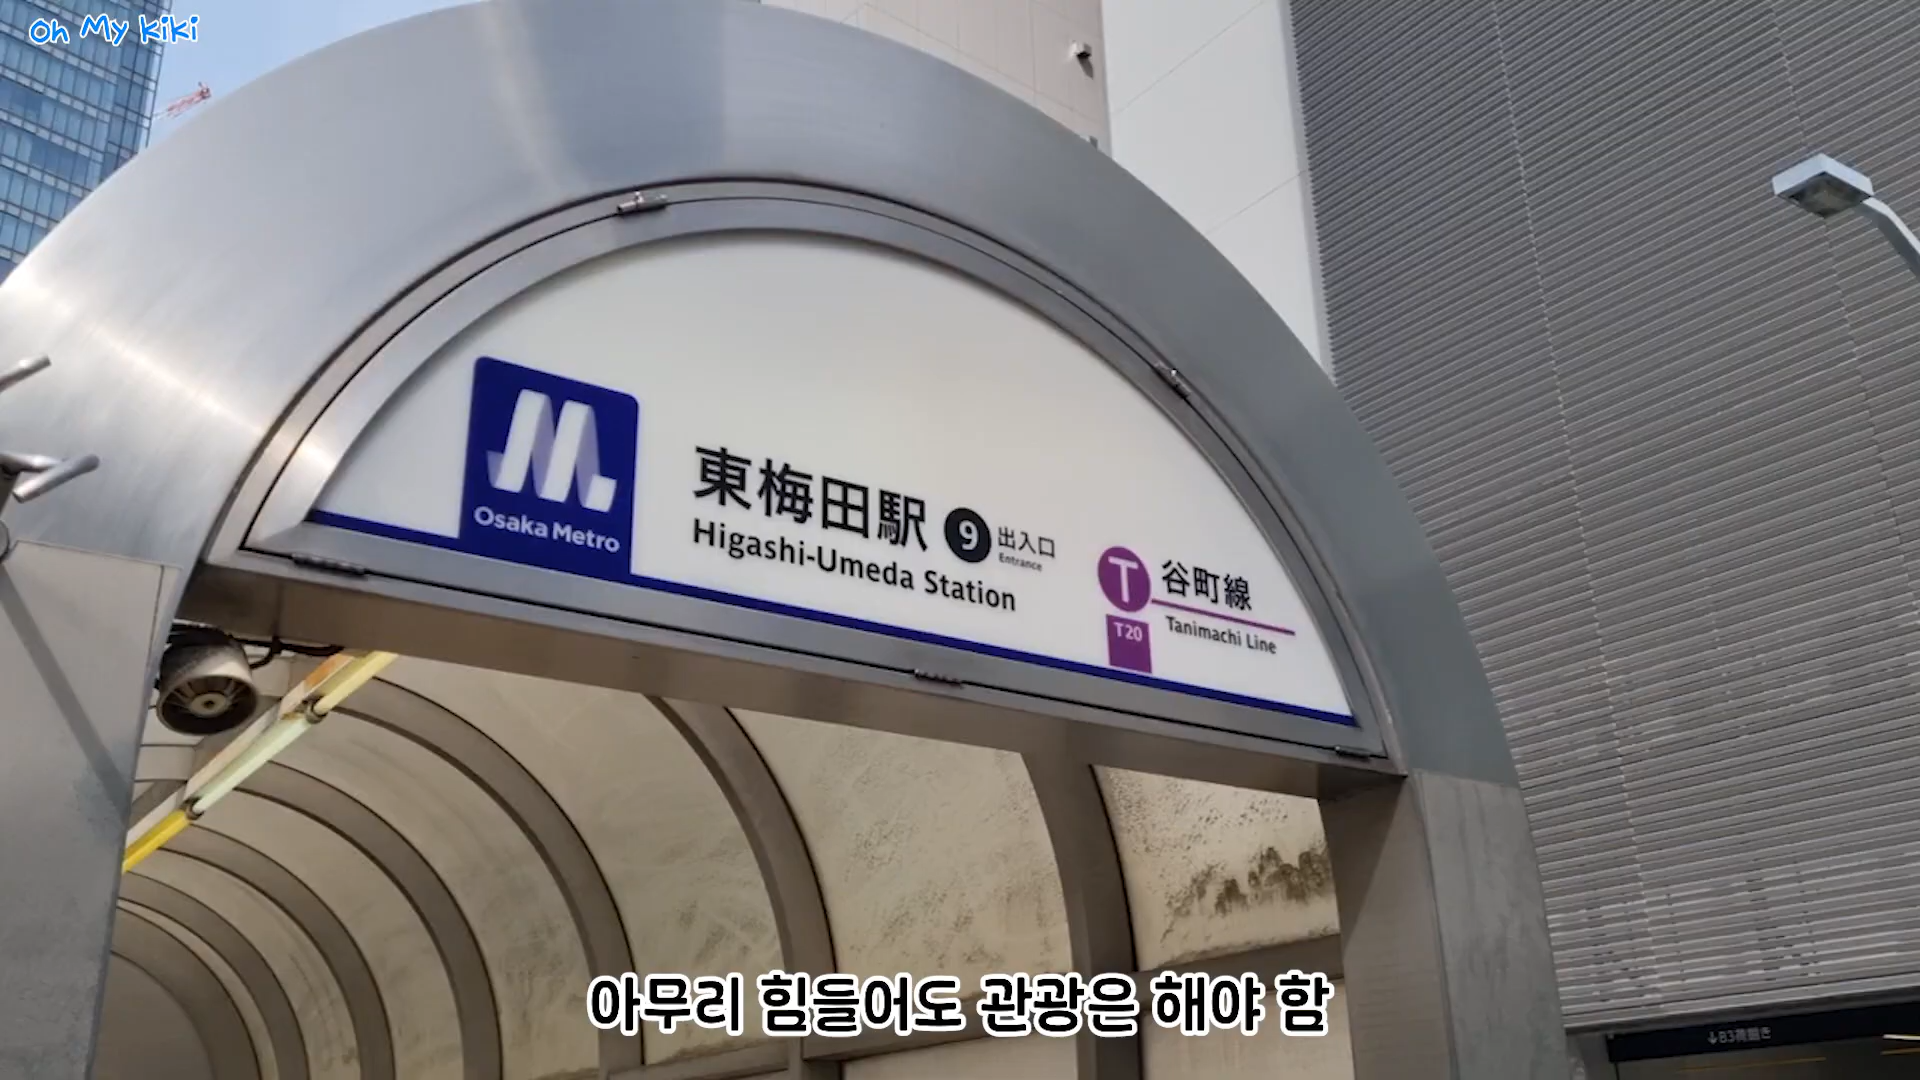 Oh My KiKi
Osaka Metro
東梅田駅
Higashi-Umeda Station
9 出入口
Entrance
T 谷町線
T20 Tanimachi Line
아무리 힘들어도 관광은 해야 함